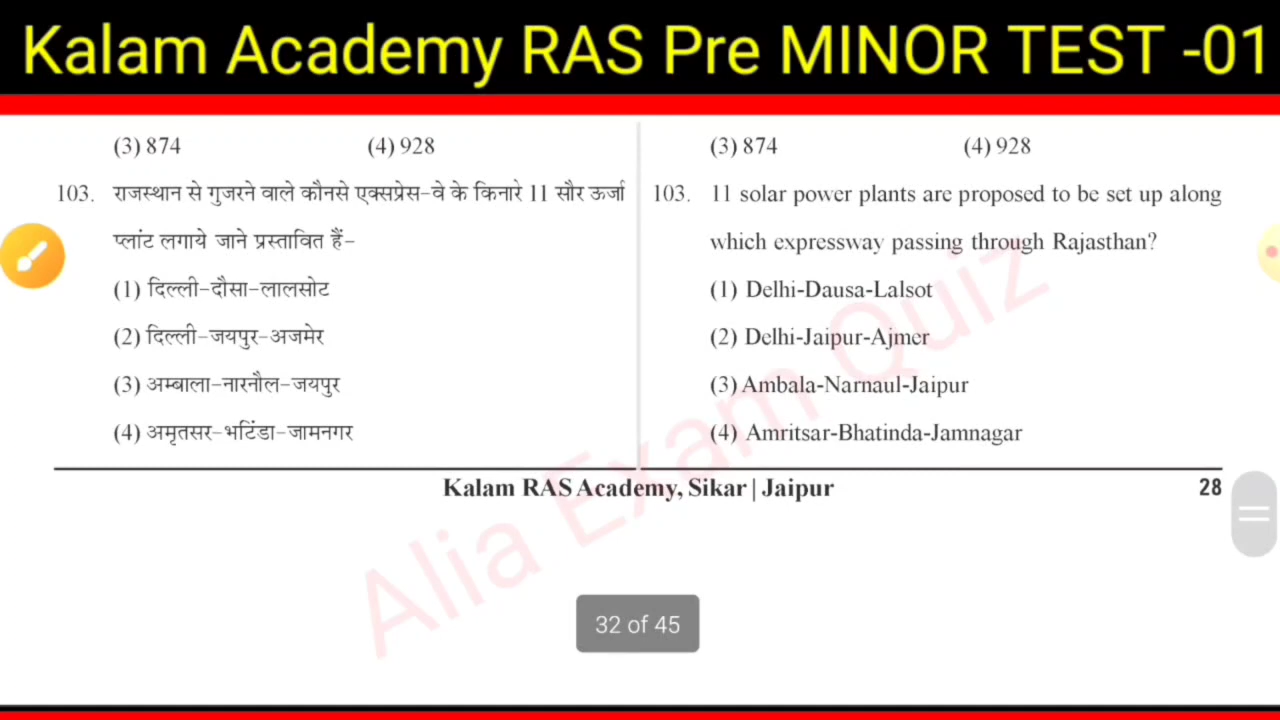 Kalam Academy RAS Pre MINOR TEST -01
(3) 874 (4) 928
103. राजस्थान से गुजरने वाले कौनसे एक्सप्रेस-वे के किनारे 11 सौर ऊर्जा
प्लांट लगाये जाने प्रस्तावित हैं-
(1) दिल्ली-दौसा-लालसोट
(2) दिल्ली-जयपुर-अजमेर
(3) अम्बाला-नारनौल-जयपुर
(4) अमृतसर-भटिंडा-जामनगर
(3) 874 (4) 928
103. 11 solar power plants are proposed to be set up along
which expressway passing through Rajasthan?
(1) Delhi-Dausa-Lalsot
(2) Delhi-Jaipur-Ajmer
(3) Ambala-Narnaul-Jaipur
(4) Amritsar-Bhatinda-Jamnagar
Kalam RAS Academy, Sikar | Jaipur 28
Alia Exam Quiz
32 of 45